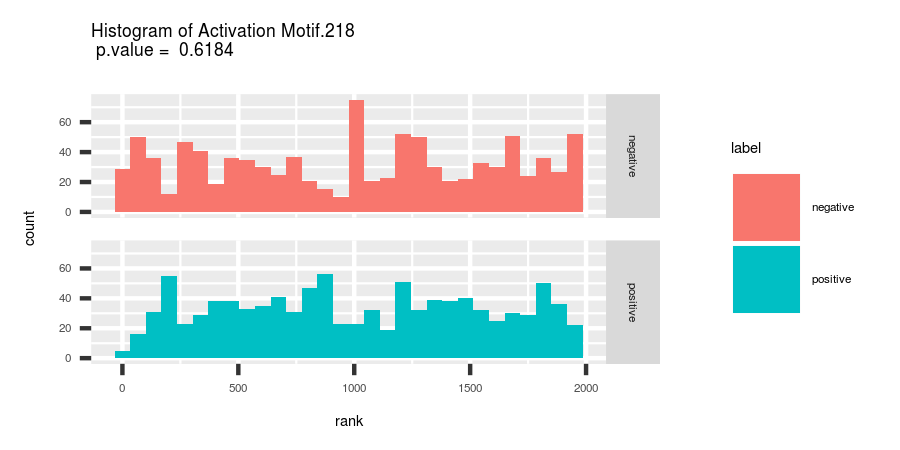 Histogram of Activation Motif.218
p.value = 0.6184
count
60
40
20
0
negative
60
40
20
0
positive
0
500
1000
1500
2000
rank
label
negative
positive